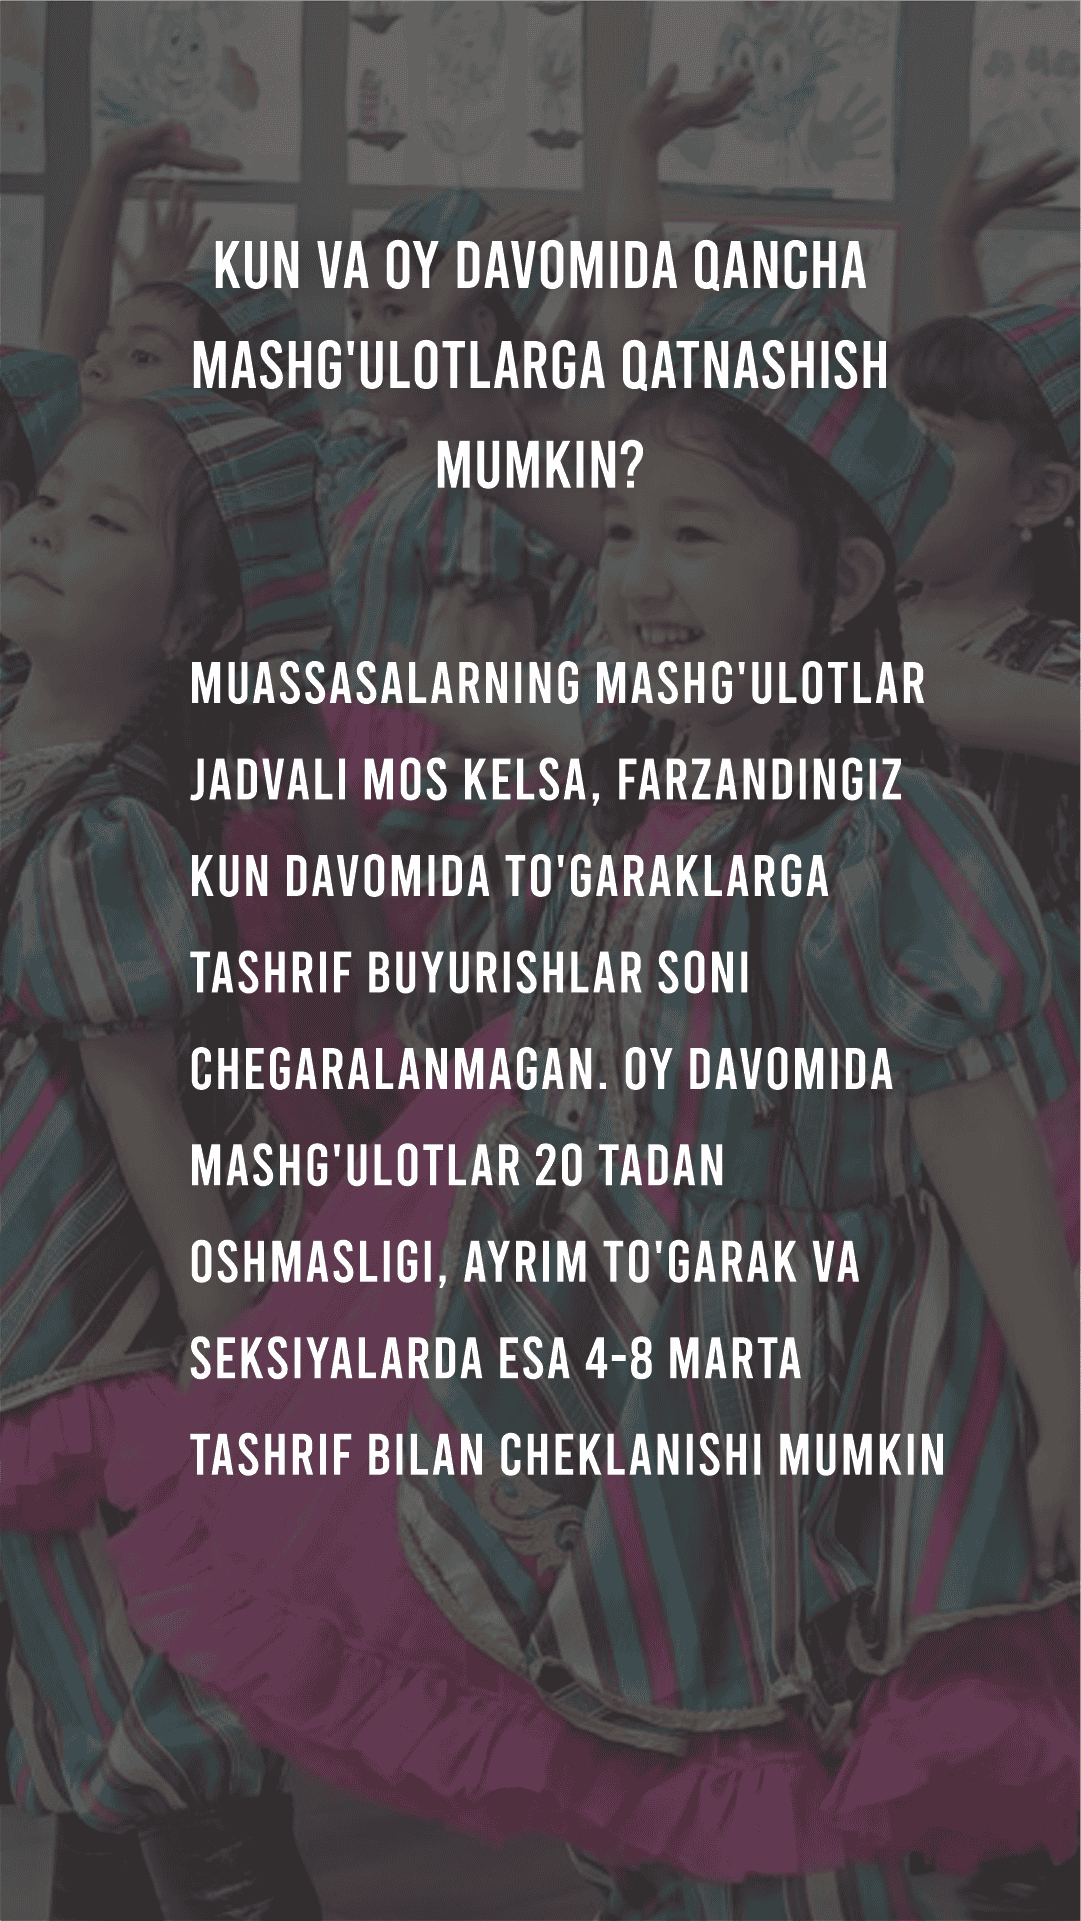 KUN VA OY DAVOMIDA QANCHA
MASHG'ULOTLARGA QATNASHISH
MUMKIN?
MUASSASALARNING MASHG'ULOTLAR
JADVALI MOS KELSA, FARZANDINGIZ
KUN DAVOMIDA TO'GARAKLARGA
TASHRIF BUYURISHLAR SONI
CHEGARALANMAGAN. OY DAVOMIDA
MASHG'ULOTLAR 20 TADAN
OSHMASLIGI, AYRIM TO'GARAK VA
SEKSIYALARDA ESA 4-8 MARTA
TASHRIF BILAN CHEKLANISHI MUMKIN